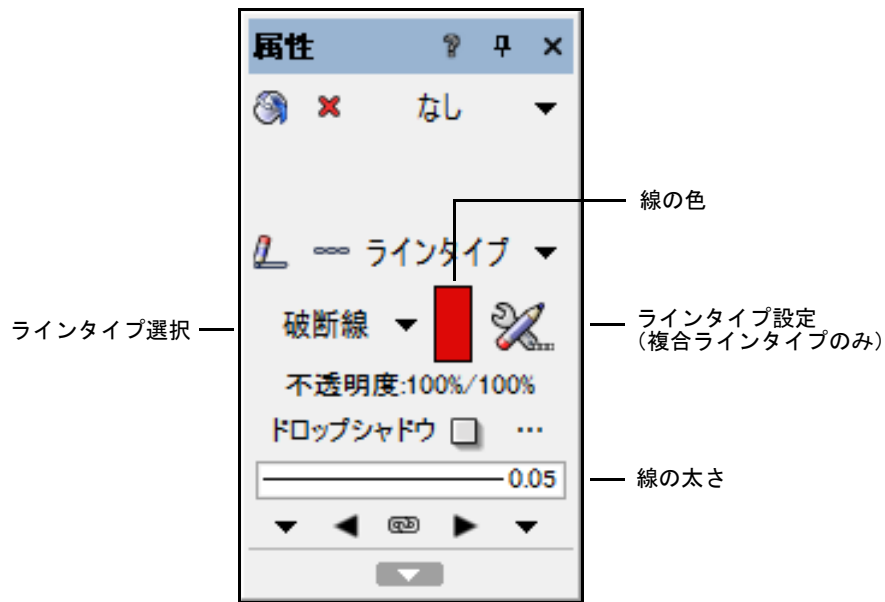 属性
なし
線の色
ラインタイプ
ラインタイプ選択
破断線
ラインタイプ設定
（複合ラインタイプのみ）
不透明度:100%/100%
ドロップシャドウ ...
0.05
線の太さ